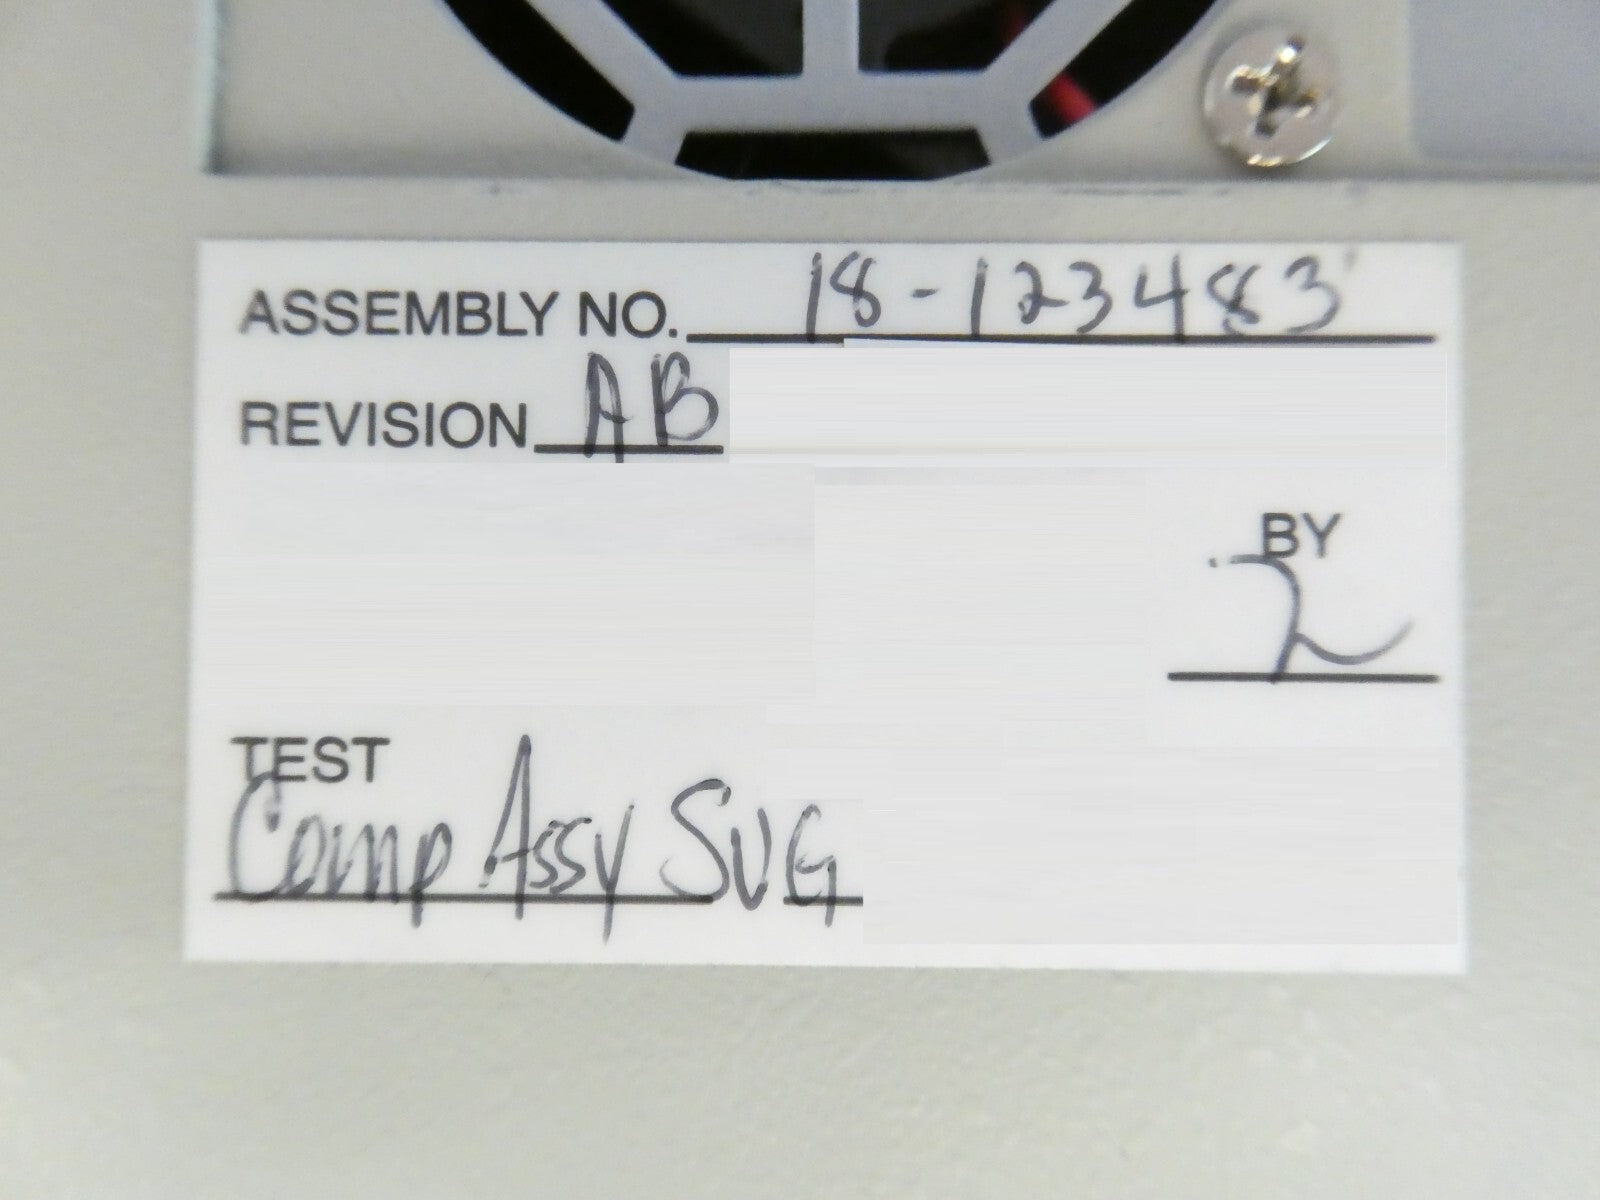 ASSEMBLY NO. 18-123483
REVISION AB
BY
TEST
Comp Assy SVG